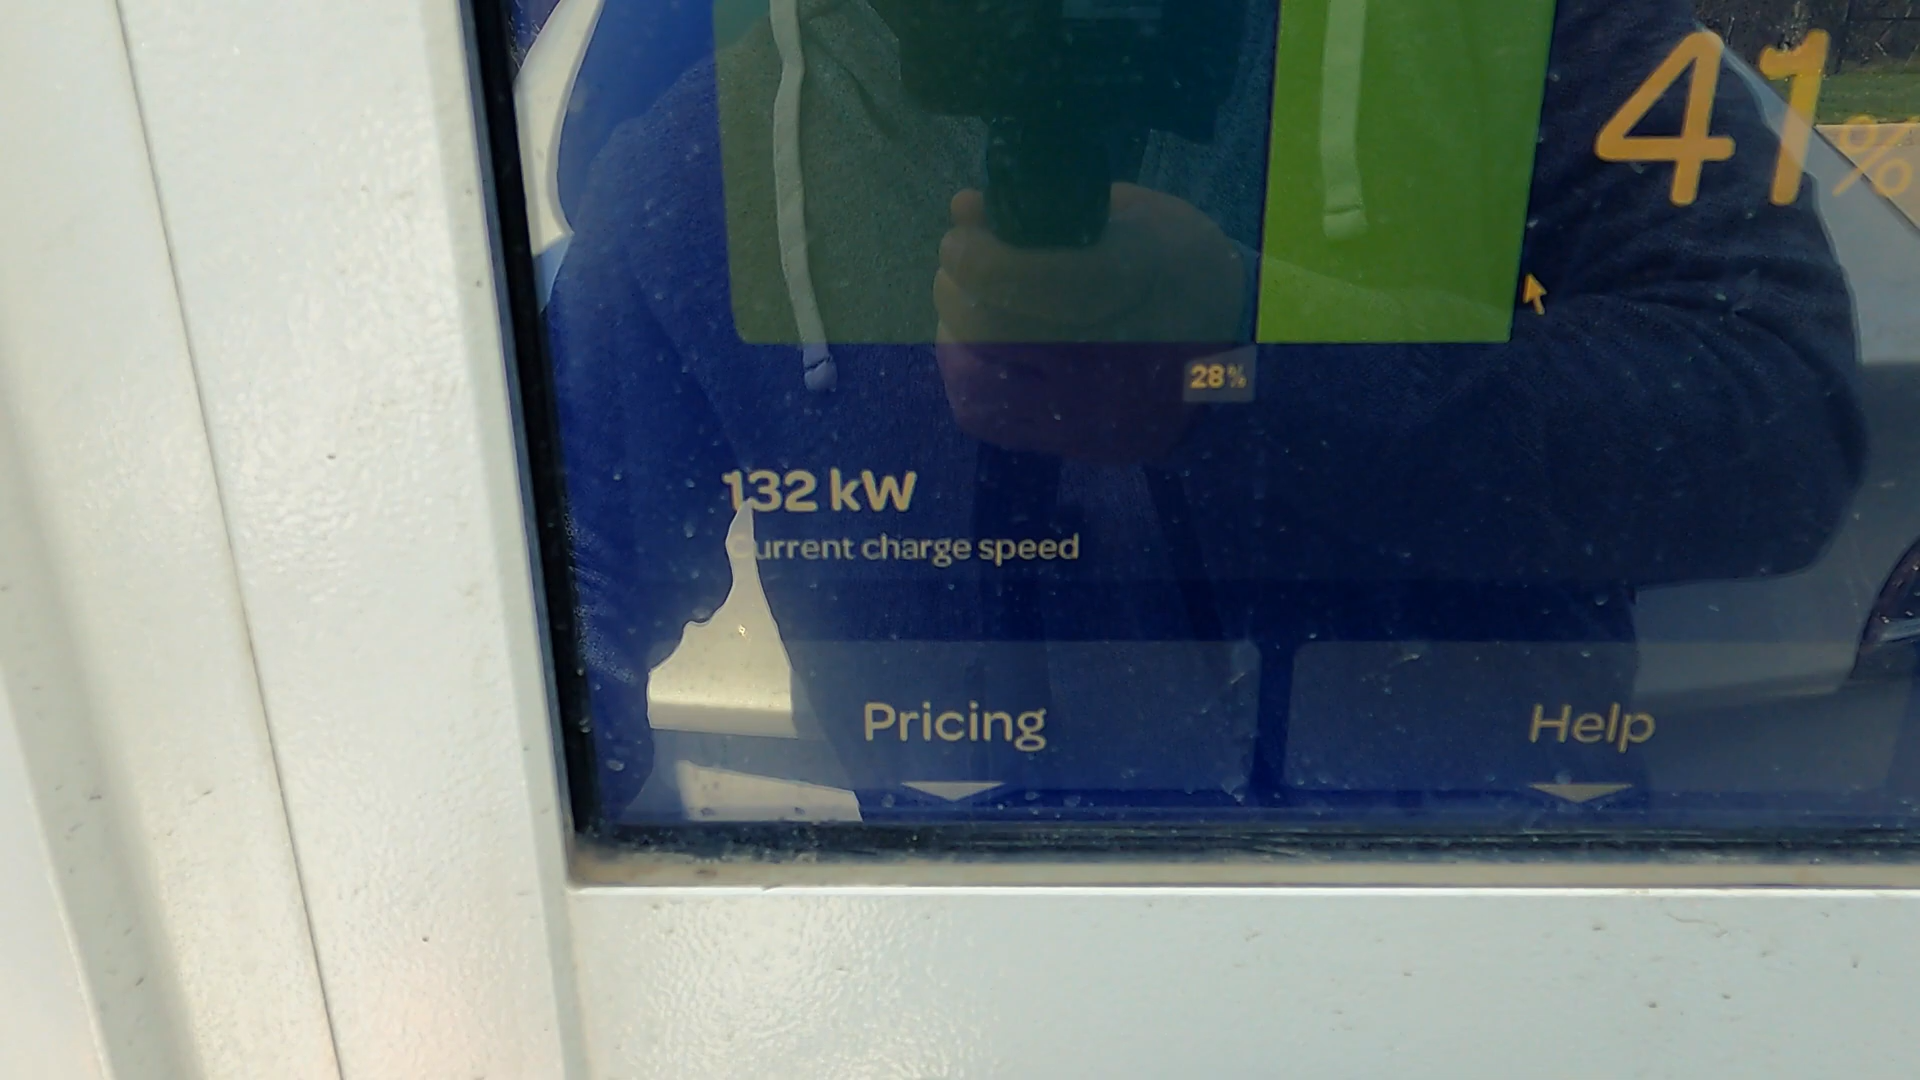 41%
28%
132 kW
Current charge speed
Pricing
Help